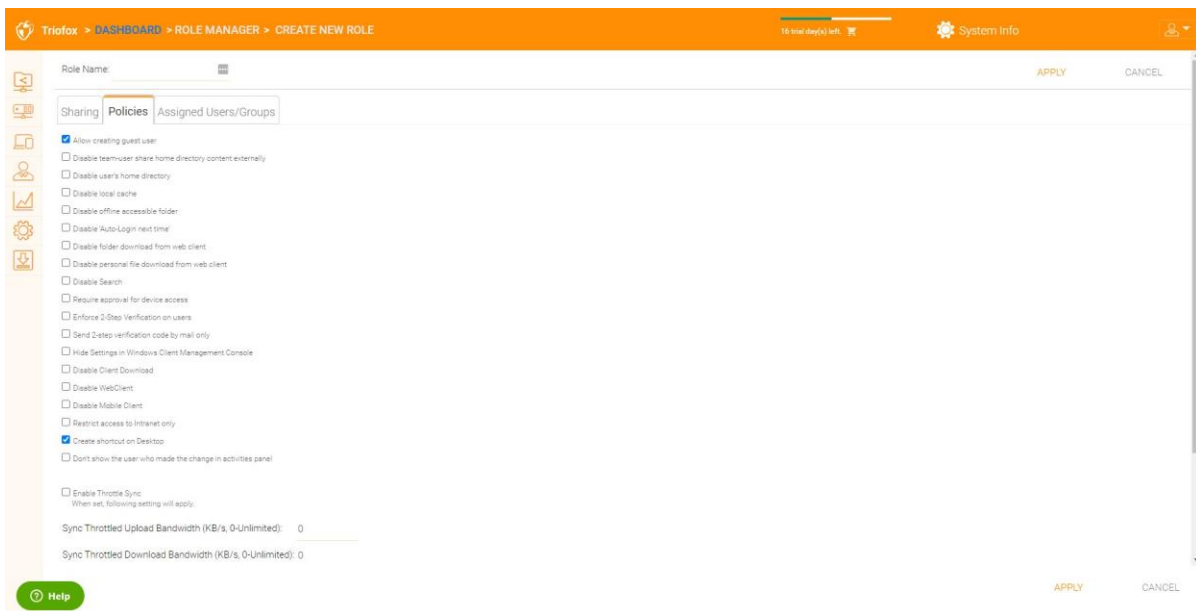 Triofox > DASHBOARD > ROLE MANAGER > CREATE NEW ROLE
16 trial day(s) left
System Info
Role Name:
APPLY CANCEL
Sharing Policies Assigned Users/Groups
Allow creating guest user
Disable team-user share home directory content externally
Disable user's home directory
Disable local cache
Disable offline accessible folder
Disable 'Auto-Login next time'
Disable folder download from web client
Disable personal file download from web client
Disable Search
Require approval for device access
Enforce 2-Step Verification on users
Send 2-step verification code by mail only
Hide Settings in Windows Client Management Console
Disable Client Download
Disable WebClient
Disable Mobile Client
Restrict access to Intranet only
Create shortcut on Desktop
Don't show the user who made the change in activities panel
Enable Throttle Sync
When set, following setting will apply.
Sync Throttled Upload Bandwidth (KB/s, 0-Unlimited): 0
Sync Throttled Download Bandwidth (KB/s, 0-Unlimited): 0
APPLY CANCEL
Help